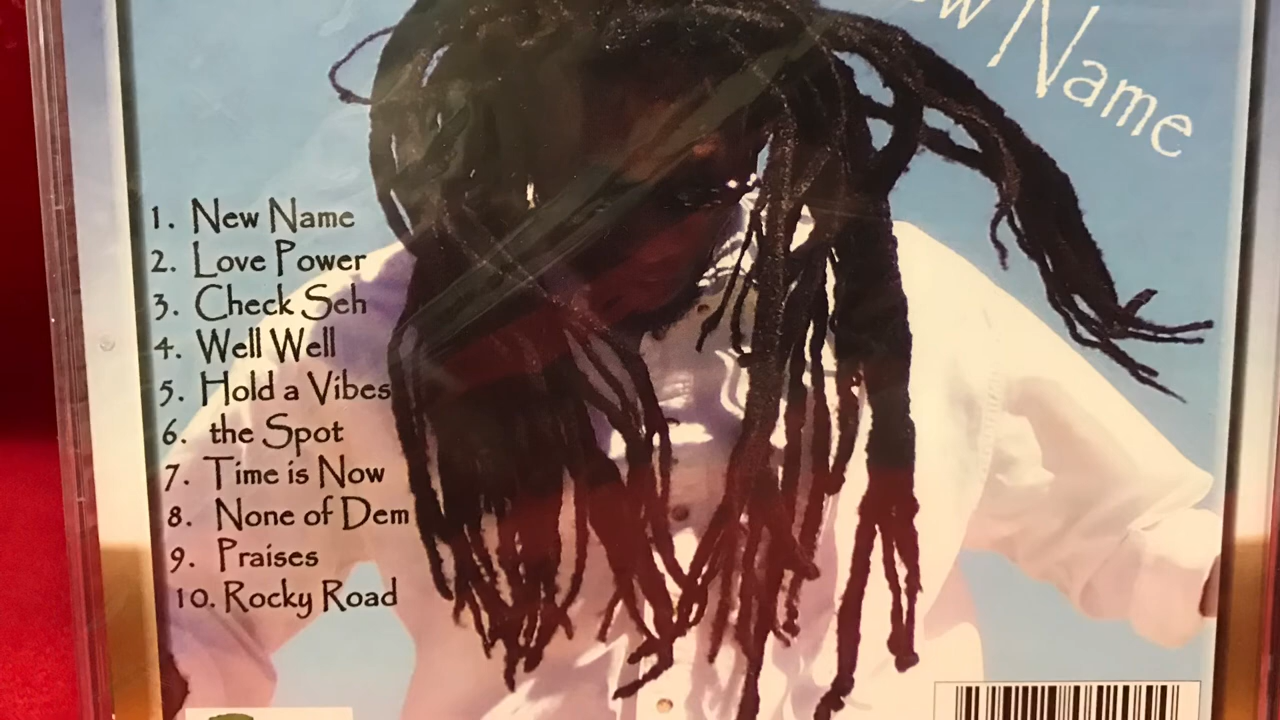 Name
1. New Name
2. Love Power
3. Check Seh
4. Well Well
5. Hold a Vibes
6. the Spot
7. Time is Now
8. None of Dem
9. Praises
10. Rocky Road